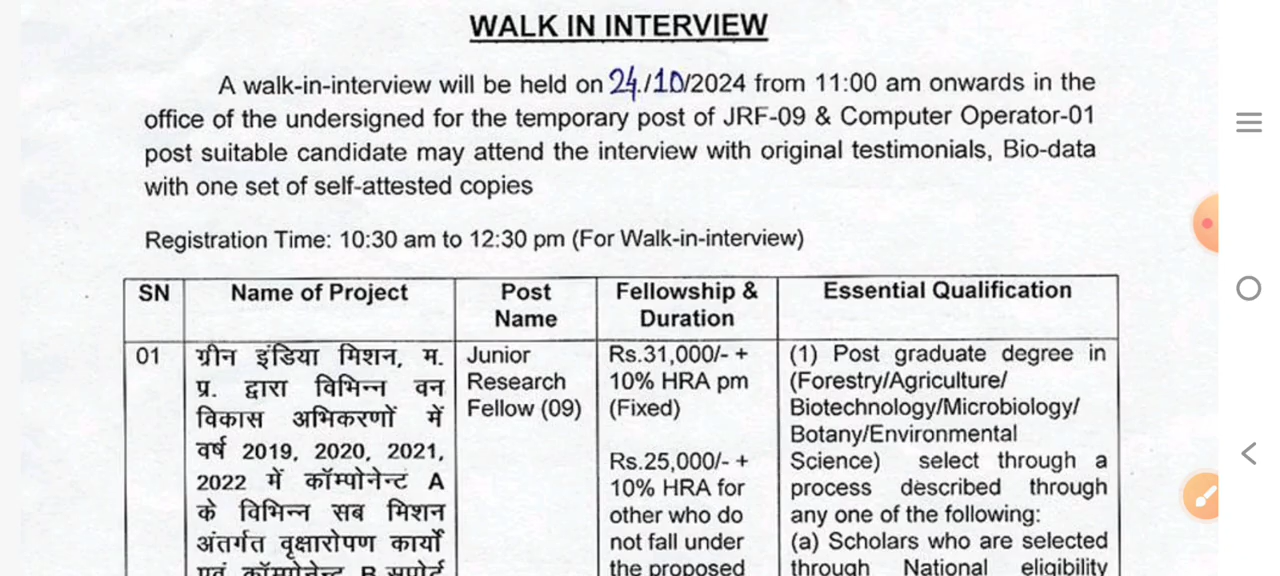 WALK IN INTERVIEW
A walk-in-interview will be held on 24/10/2024 from 11:00 am onwards in the
office of the undersigned for the temporary post of JRF-09 & Computer Operator-01
post suitable candidate may attend the interview with original testimonials, Bio-data
with one set of self-attested copies
Registration Time: 10:30 am to 12:30 pm (For Walk-in-interview)
SN
Name of Project
Post
Name
Fellowship &
Duration
Essential Qualification
01
ग्रीन इंडिया मिशन, म.
प्र. द्वारा विभिन्न वन
विकास अभिकरणों में
वर्ष 2019, 2020, 2021,
2022 में कॉम्पोनेन्ट A
के विभिन्न सब मिशन
अंतर्गत वृक्षारोपण कार्यों
एवं कॉम्पोनेन्ट B सपोर्ट
Junior
Research
Fellow (09)
Rs.31,000/- +
10% HRA pm
(Fixed)
Rs.25,000/- +
10% HRA for
other who do
not fall under
the proposed
(1) Post graduate degree in
(Forestry/Agriculture/
Biotechnology/Microbiology/
Botany/Environmental
Science) select through a
process described through
any one of the following:
(a) Scholars who are selected
through National eligibility